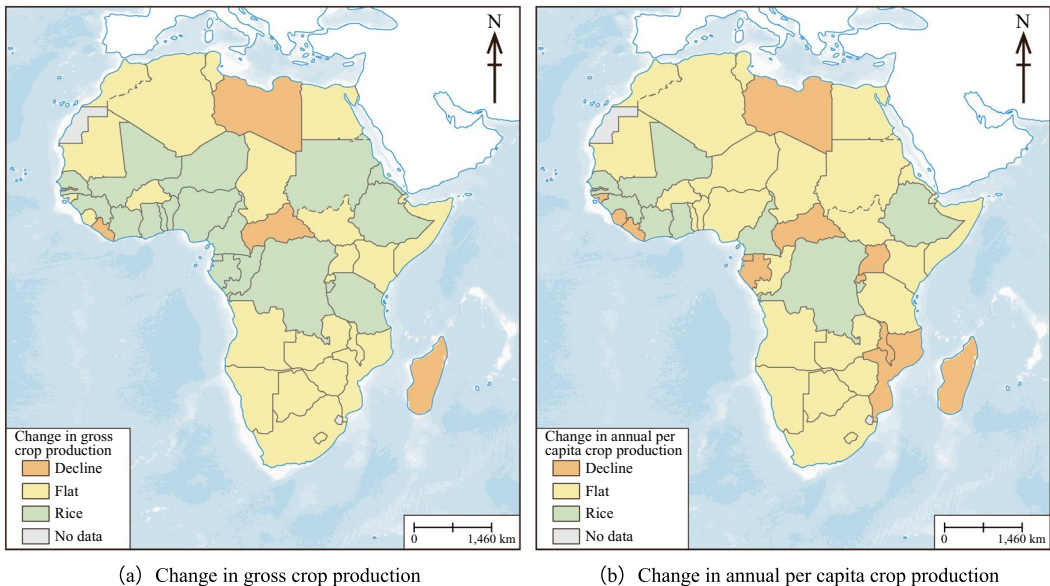 N
Change in gross
crop production
Decline
Flat
Rice
No data
0 1,460 km
(a) Change in gross crop production
N
Change in annual per
capita crop production
Decline
Flat
Rice
No data
0 1,460 km
(b) Change in annual per capita crop production